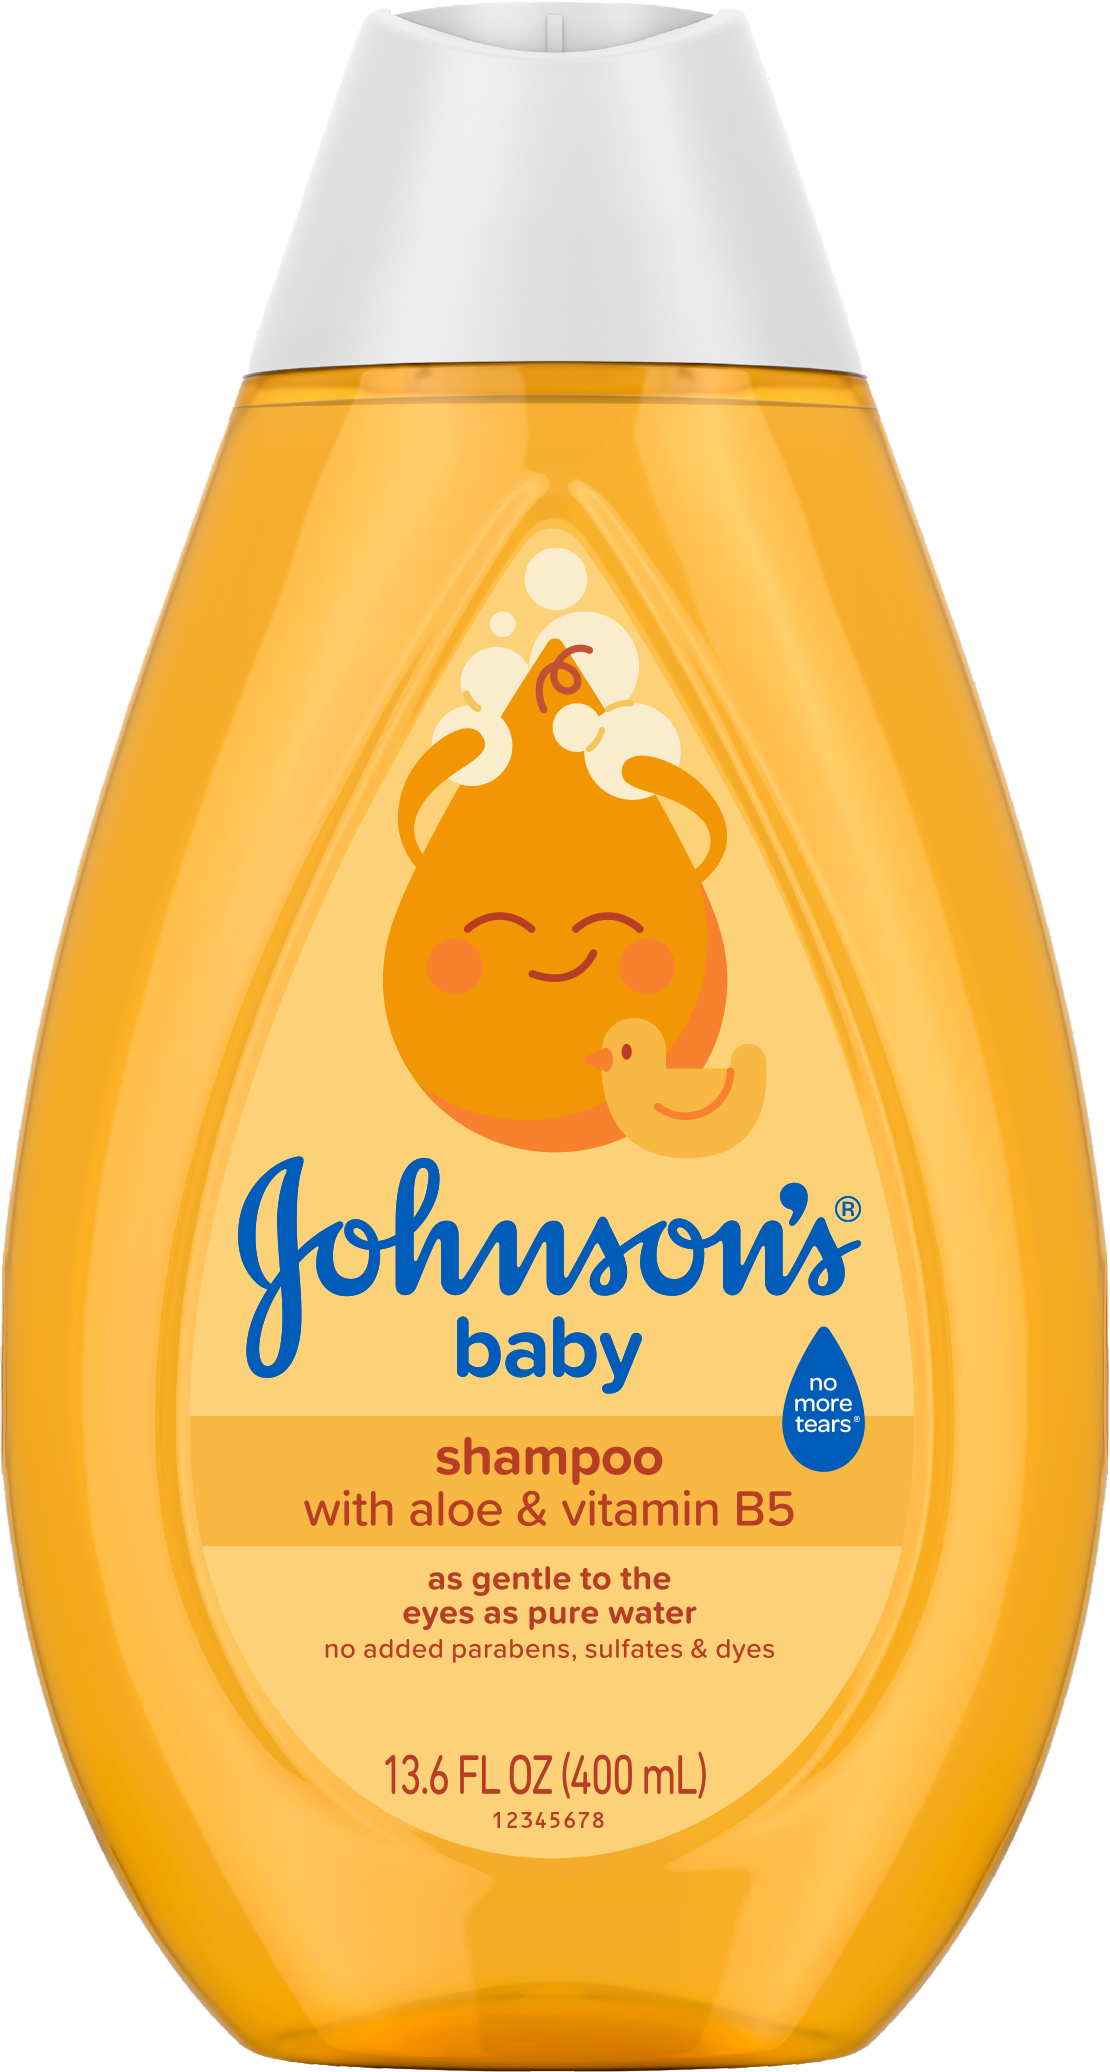 Johnson's®
baby
no
more
tears®
shampoo
with aloe & vitamin B5
as gentle to the
eyes as pure water
no added parabens, sulfates & dyes
13.6 FL OZ (400 mL)
12345678